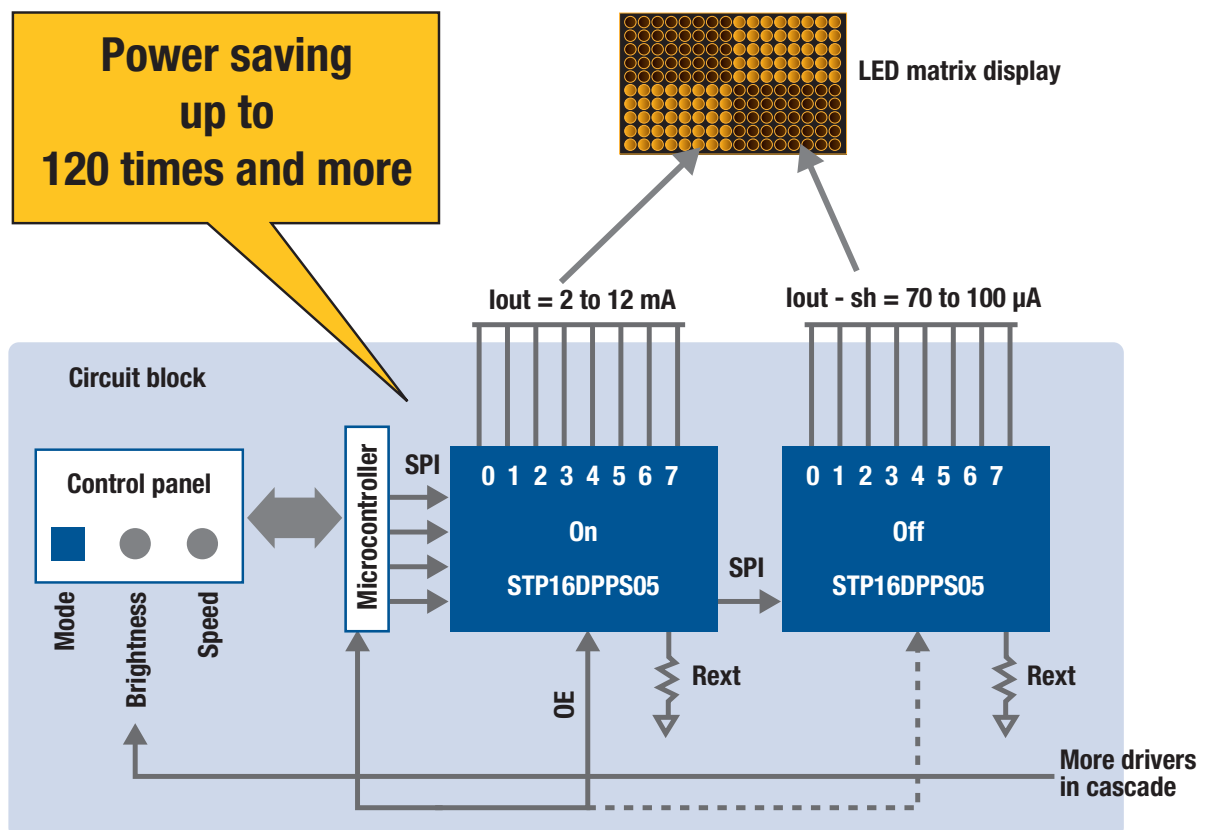 Power saving
up to
120 times and more
LED matrix display
Iout = 2 to 12 mA
Iout - sh = 70 to 100 µA
Circuit block
Control panel
Mode
Brightness
Speed
Microcontroller
SPI
0 1 2 3 4 5 6 7
On
STP16DPPS05
SPI
0 1 2 3 4 5 6 7
Off
STP16DPPS05
OE
Rext
Rext
More drivers
in cascade